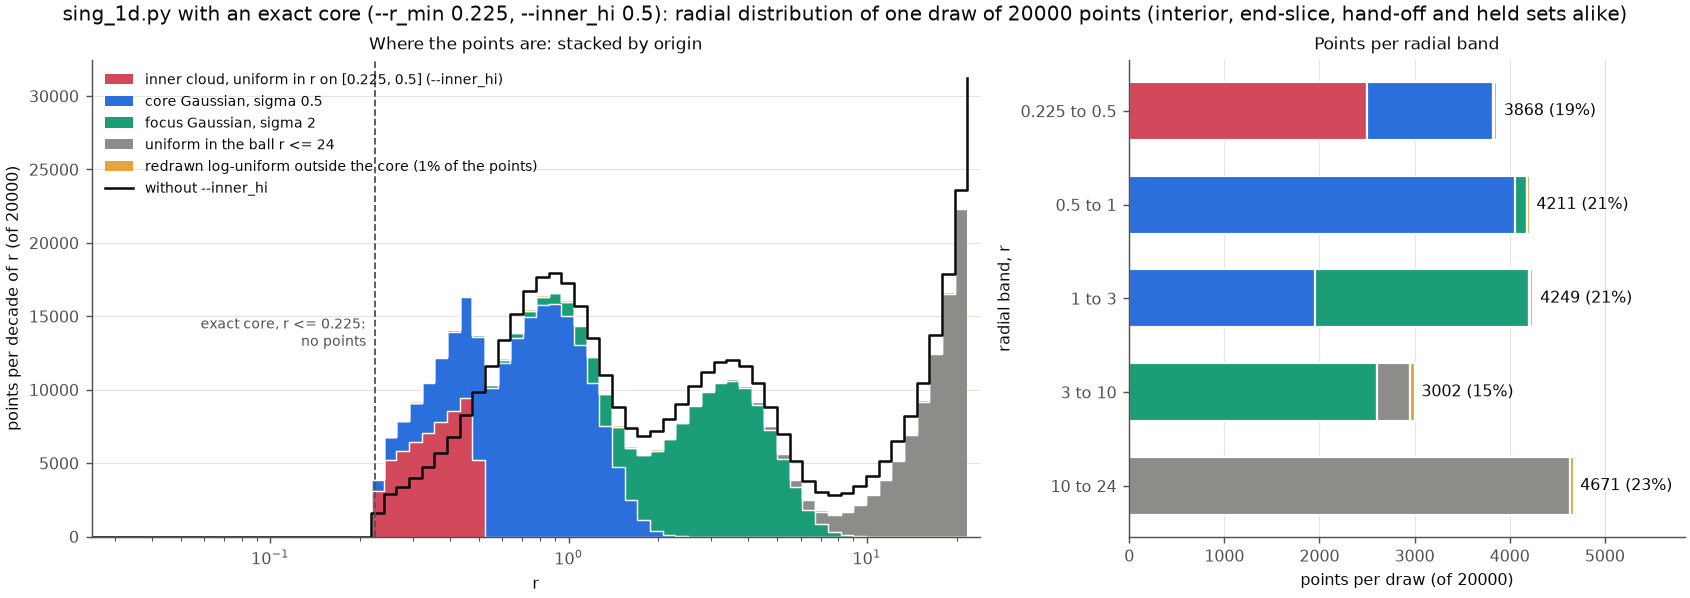 sing_1d.py with an exact core (--r_min 0.225, --inner_hi 0.5): radial distribution of one draw of 20000 points (interior, end-slice, hand-off and held sets alike)
Where the points are: stacked by origin
inner cloud, uniform in r on [0.225, 0.5] (--inner_hi)
core Gaussian, sigma 0.5
focus Gaussian, sigma 2
uniform in the ball r <= 24
redrawn log-uniform outside the core (1% of the points)
without --inner_hi
exact core, r <= 0.225:
no points
points per decade of r (of 20000)
30000
25000
20000
15000
10000
5000
0
10⁻¹
10⁰
10¹
r
Points per radial band
radial band, r
0.225 to 0.5
3868 (19%)
0.5 to 1
4211 (21%)
1 to 3
4249 (21%)
3 to 10
3002 (15%)
10 to 24
4671 (23%)
0
1000
2000
3000
4000
5000
points per draw (of 20000)